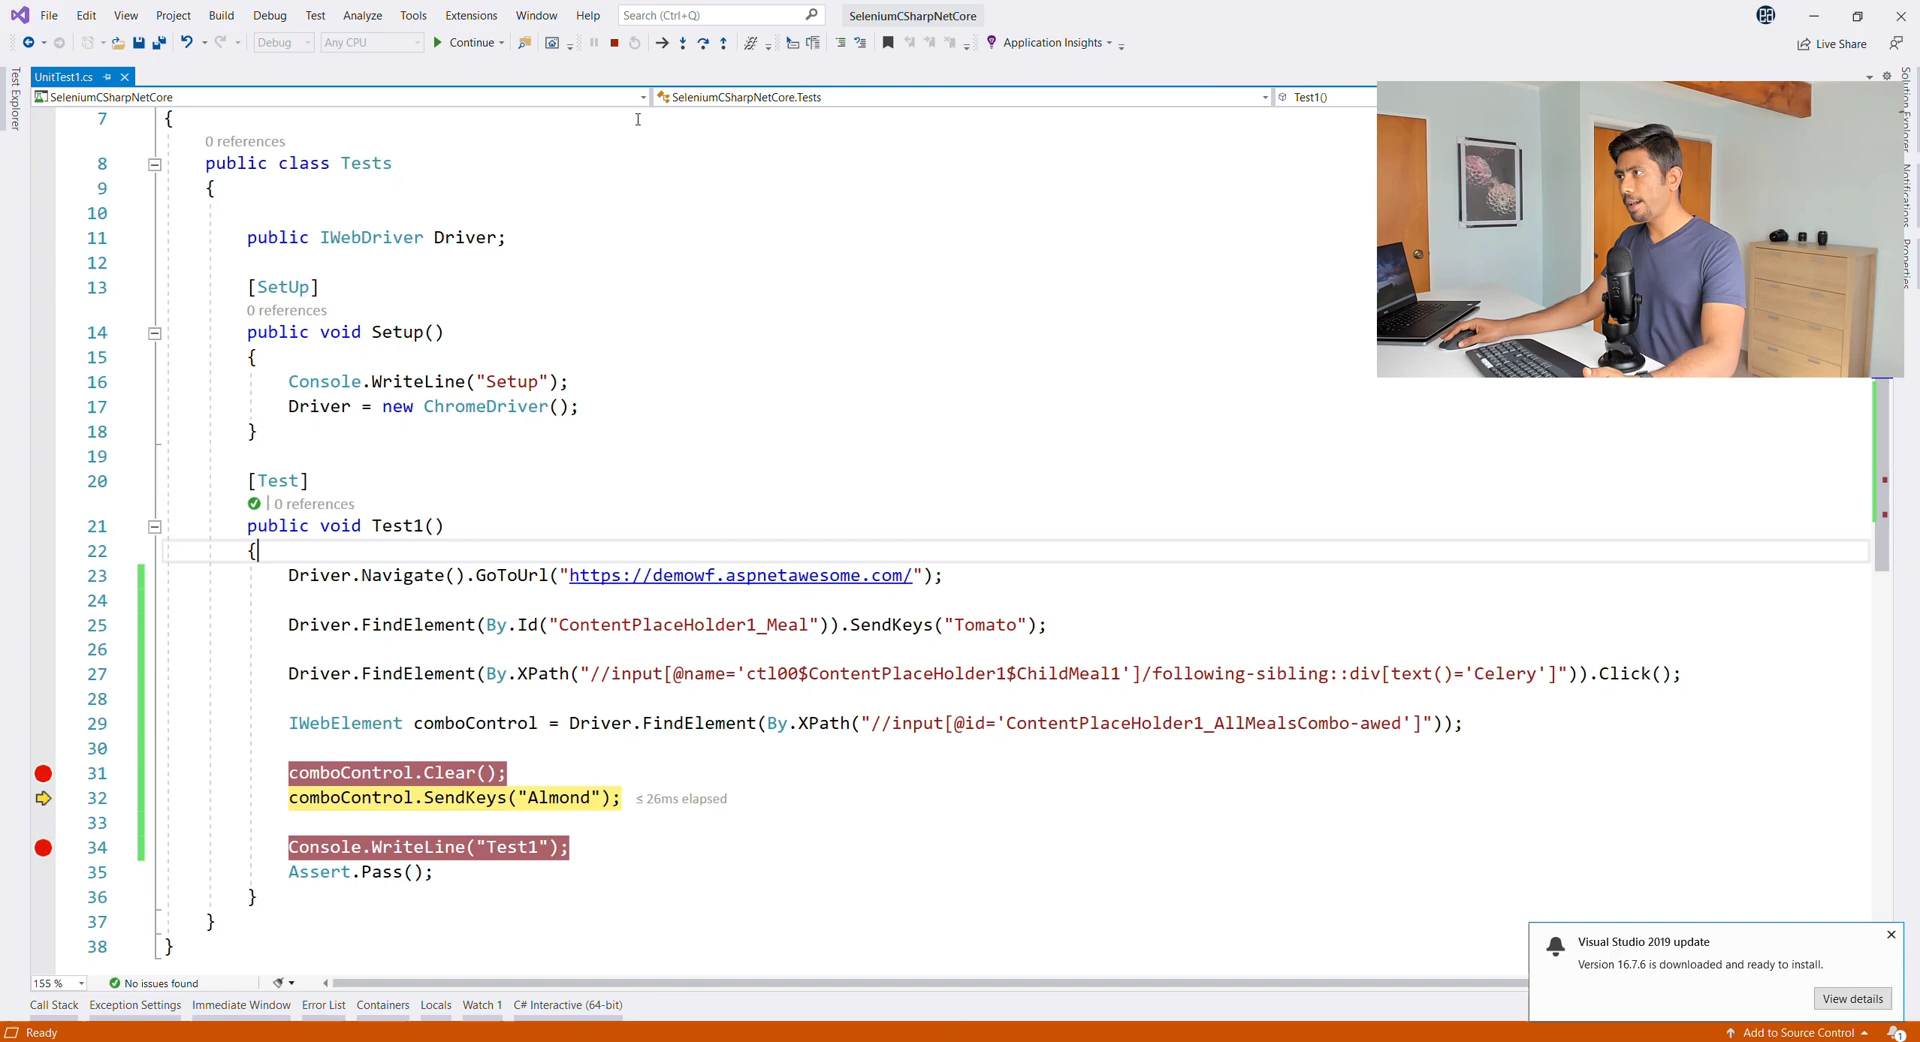 File Edit View Project Build Debug Test Analyze Tools Extensions Window Help Search (Ctrl+Q) SeleniumCSharpNetCore
Debug Any CPU Continue Application Insights Live Share
Test Explorer
UnitTest1.cs
SeleniumCSharpNetCore SeleniumCSharpNetCore.Tests Test1()
Solution Explorer
Notifications
Properties
7 {
0 references
8 public class Tests
9 {
10
11 public IWebDriver Driver;
12
13 [SetUp]
0 references
14 public void Setup()
15 {
16 Console.WriteLine("Setup");
17 Driver = new ChromeDriver();
18 }
19
20 [Test]
| 0 references
21 public void Test1()
22 {
23 Driver.Navigate().GoToUrl("https://demowf.aspnetawesome.com/");
24
25 Driver.FindElement(By.Id("ContentPlaceHolder1_Meal")).SendKeys("Tomato");
26
27 Driver.FindElement(By.XPath("//input[@name='ctl00$ContentPlaceHolder1$ChildMeal1']/following-sibling::div[text()='Celery']")).Click();
28
29 IWebElement comboControl = Driver.FindElement(By.XPath("//input[@id='ContentPlaceHolder1_AllMealsCombo-awed']"));
30
31 comboControl.Clear();
32 comboControl.SendKeys("Almond"); ≤ 26ms elapsed
33
34 Console.WriteLine("Test1");
35 Assert.Pass();
36 }
37 }
38 }
Visual Studio 2019 update
Version 16.7.6 is downloaded and ready to install.
View details
155 % No issues found
Call Stack Exception Settings Immediate Window Error List Containers Locals Watch 1 C# Interactive (64-bit)
Ready Add to Source Control 1